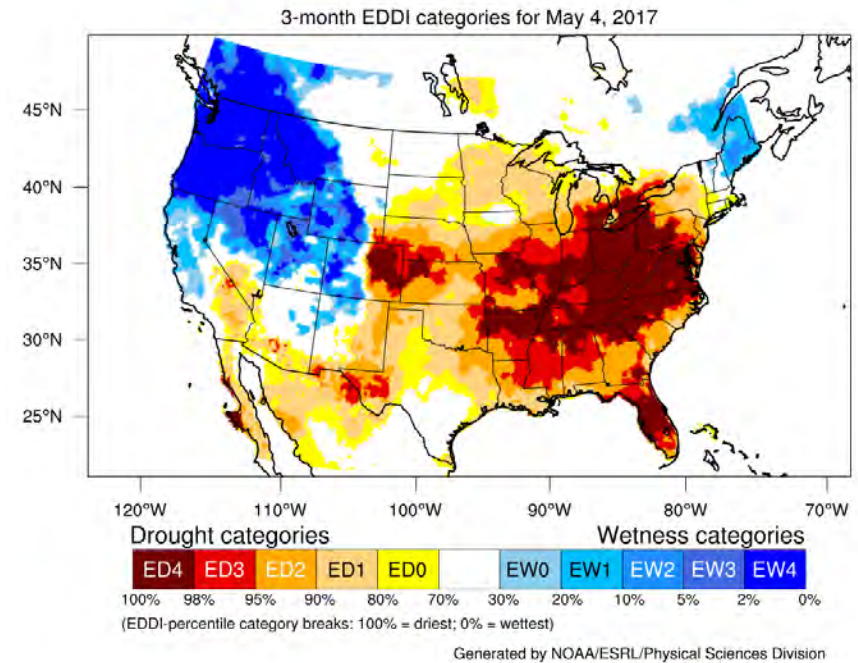 3-month EDDI categories for May 4, 2017
45°N
40°N
35°N
30°N
25°N
120°W 110°W 100°W 90°W 80°W 70°W
Drought categories Wetness categories
ED4 ED3 ED2 ED1 ED0 EW0 EW1 EW2 EW3 EW4
100% 98% 95% 90% 80% 70% 30% 20% 10% 5% 2% 0%
(EDDI-percentile category breaks: 100% = driest; 0% = wettest)
Generated by NOAA/ESRL/Physical Sciences Division